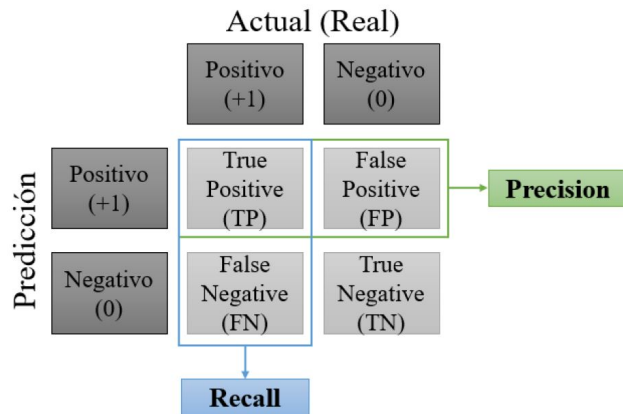 Actual (Real)
Positivo
(+1)
Negativo
(0)
Predicción
Positivo
(+1)
True
Positive
(TP)
False
Positive
(FP)
Precision
Negativo
(0)
False
Negative
(FN)
True
Negative
(TN)
Recall